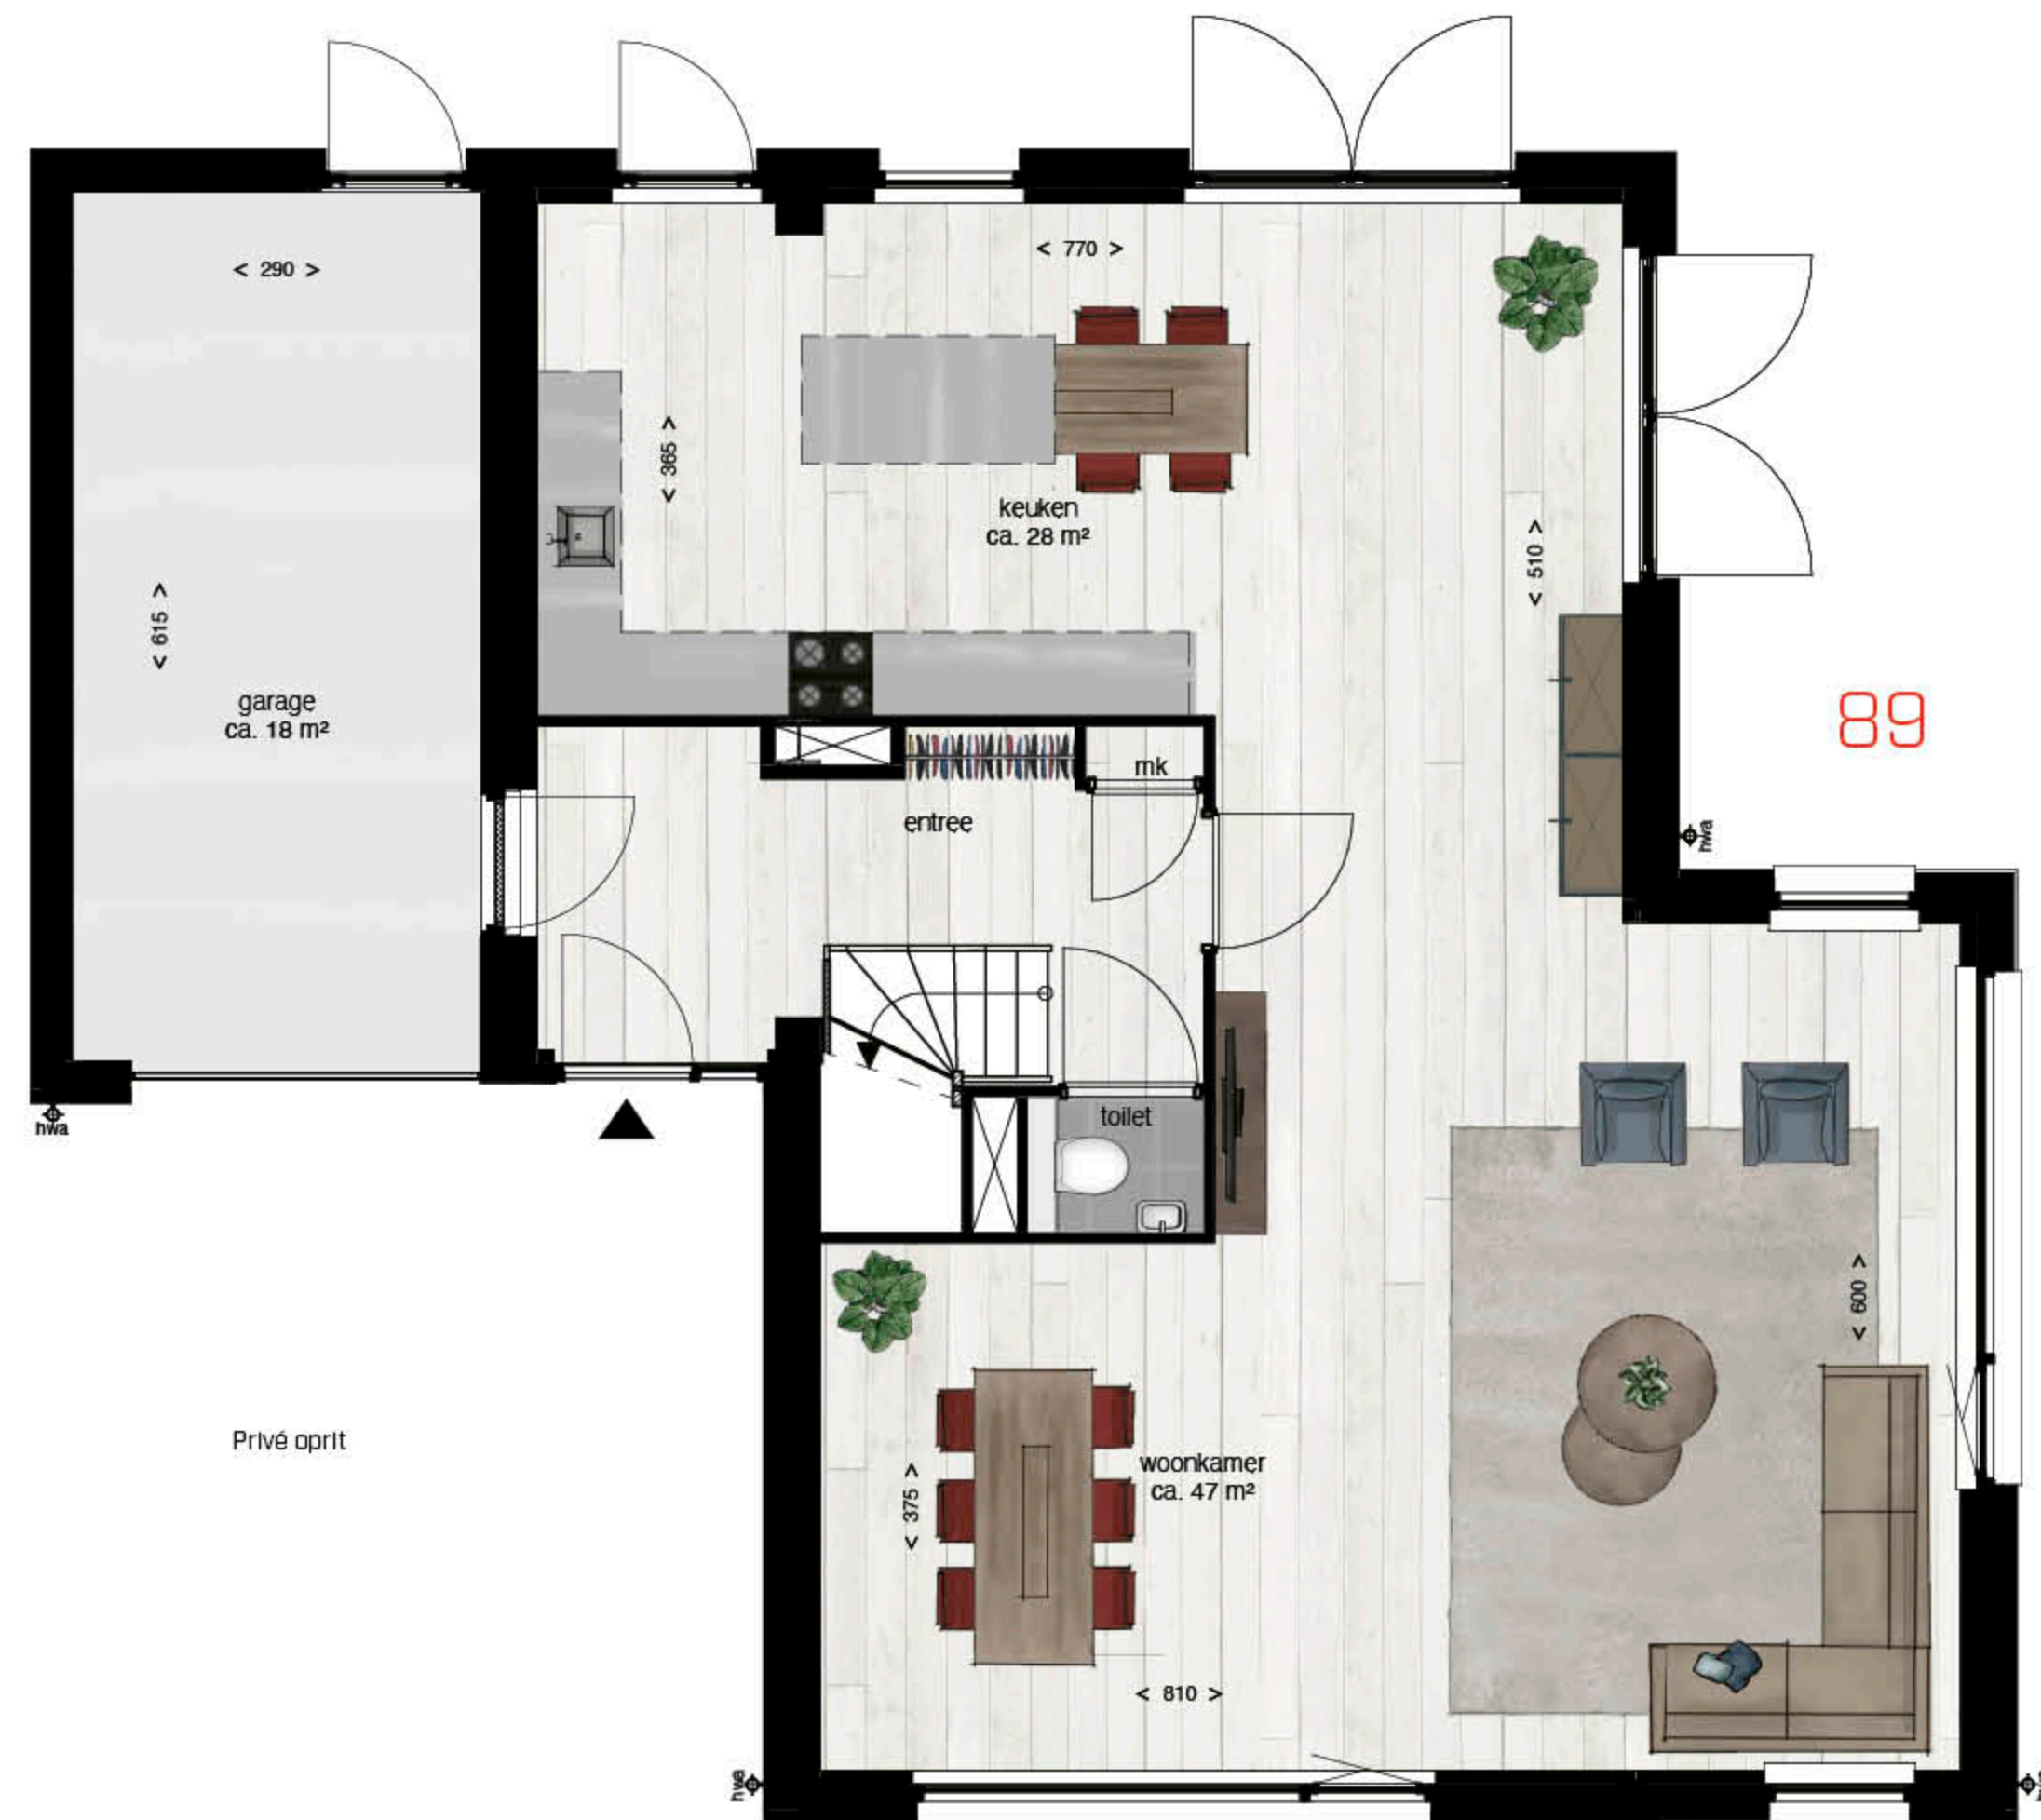 < 770 >
< 290 >
< 365 >
keuken
ca. 28 m²
< 510 >
< 615 >
garage
ca. 18 m²
89
mk
entree
hwa
toilet
hwa
< 600 >
Privé oprit
woonkamer
ca. 47 m²
< 375 >
< 810 >
hwa